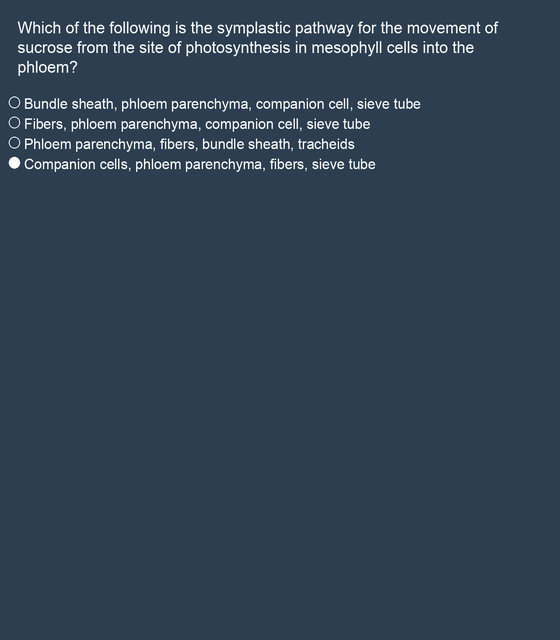 Which of the following is the symplastic pathway for the movement of
sucrose from the site of photosynthesis in mesophyll cells into the
phloem?
Bundle sheath, phloem parenchyma, companion cell, sieve tube
Fibers, phloem parenchyma, companion cell, sieve tube
Phloem parenchyma, fibers, bundle sheath, tracheids
Companion cells, phloem parenchyma, fibers, sieve tube